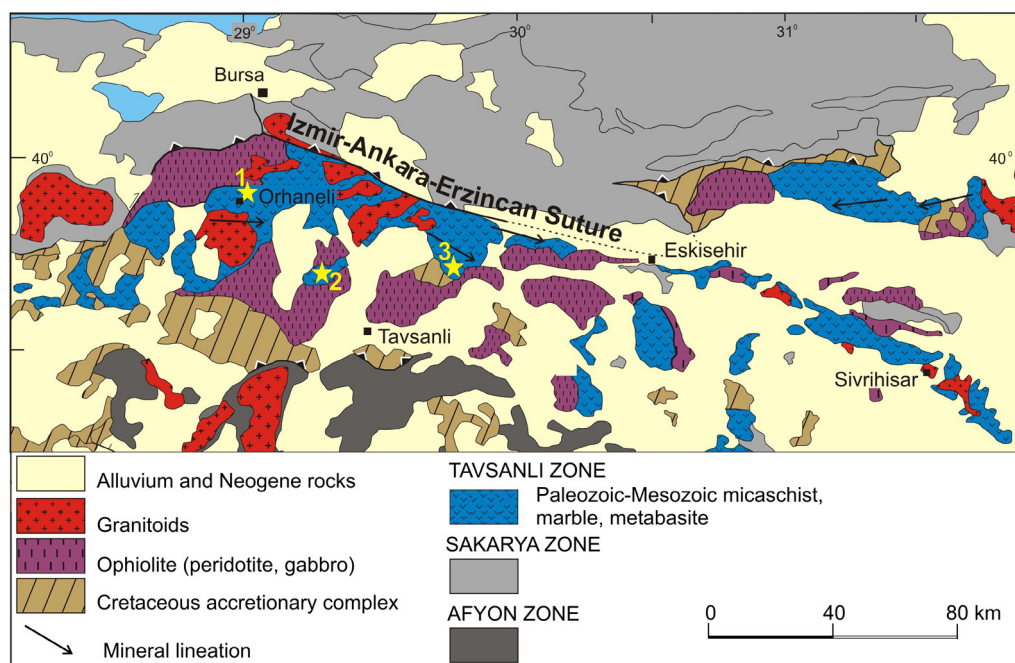 29°
30°
31°
Bursa
Izmir-Ankara-Erzincan Suture
40°
40°
1
Orhaneli
Eskisehir
3
2
Tavsanli
Sivrihisar
Alluvium and Neogene rocks
Granitoids
Ophiolite (peridotite, gabbro)
Cretaceous accretionary complex
Mineral lineation
TAVSANLI ZONE
Paleozoic-Mesozoic micaschist,
marble, metabasite
SAKARYA ZONE
AFYON ZONE
0 40 80 km